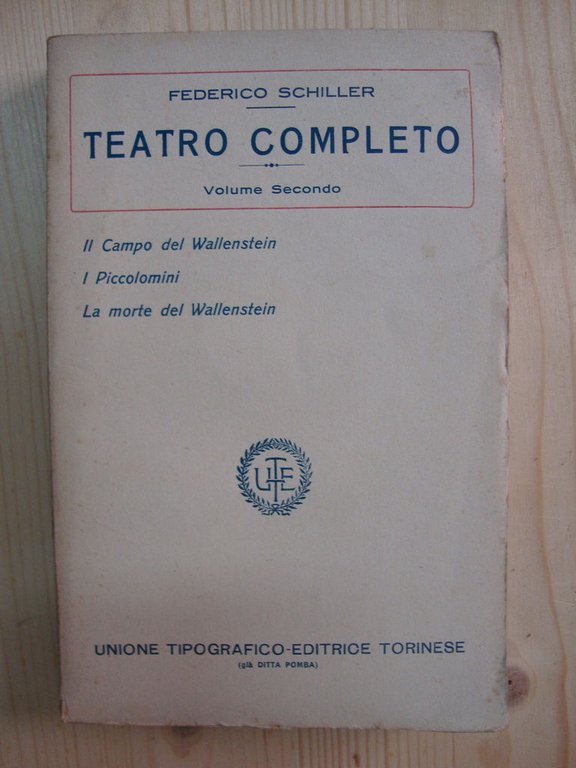 FEDERICO SCHILLER
TEATRO COMPLETO
Volume Secondo
Il Campo del Wallenstein
I Piccolomini
La morte del Wallenstein
UTET
UNIONE TIPOGRAFICO-EDITRICE TORINESE
(già DITTA POMBA)